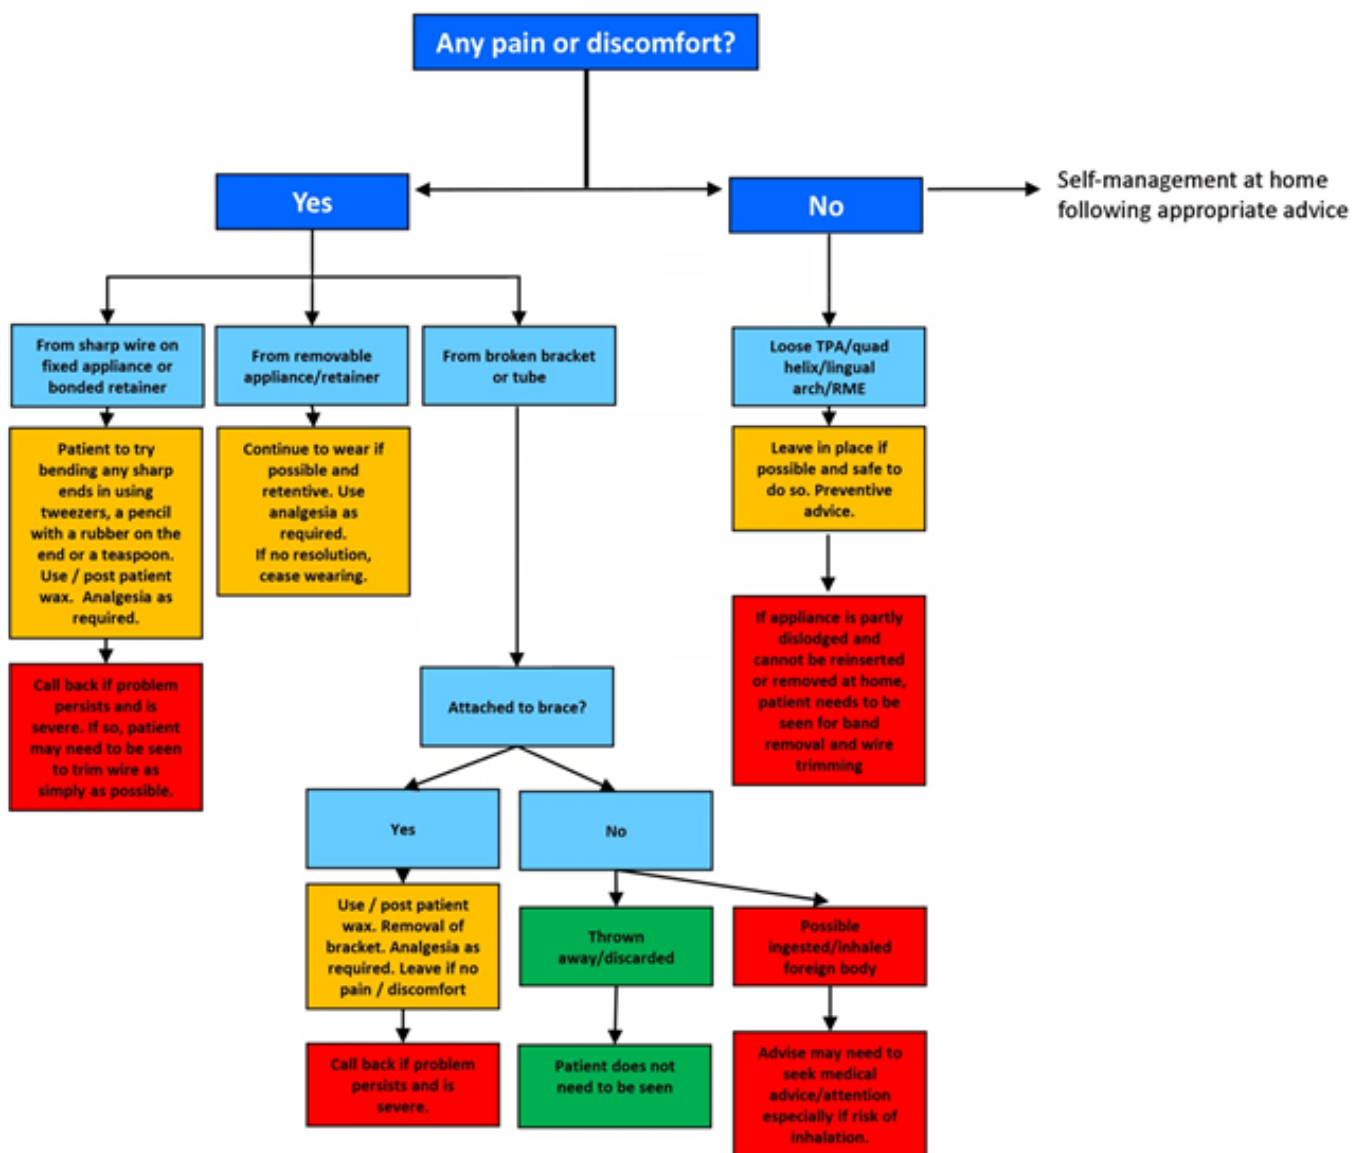 Any pain or discomfort?
Yes
No
Self-management at home
following appropriate advice
From sharp wire on
fixed appliance or
bonded retainer
From removable
appliance/retainer
From broken bracket
or tube
Loose TPA/quad
helix/lingual
arch/RME
Patient to try
bending any sharp
ends in using
tweezers, a pencil
with a rubber on the
end or a teaspoon.
Use / post patient
wax. Analgesia as
required.
Continue to wear if
possible and
retentive. Use
analgesia as
required.
If no resolution,
cease wearing.
Leave in place if
possible and safe to
do so. Preventive
advice.
Call back if problem
persists and is
severe. If so, patient
may need to be seen
to trim wire as
simply as possible.
If appliance is partly
dislodged and
cannot be reinserted
or removed at home,
patient needs to be
seen for band
removal and wire
trimming
Attached to brace?
Yes
No
Use / post patient
wax. Removal of
bracket. Analgesia as
required. Leave if no
pain / discomfort
Thrown
away/discarded
Possible
ingested/inhaled
foreign body
Call back if problem
persists and is
severe.
Patient does not
need to be seen
Advise may need to
seek medical
advice/attention
especially if risk of
inhalation.